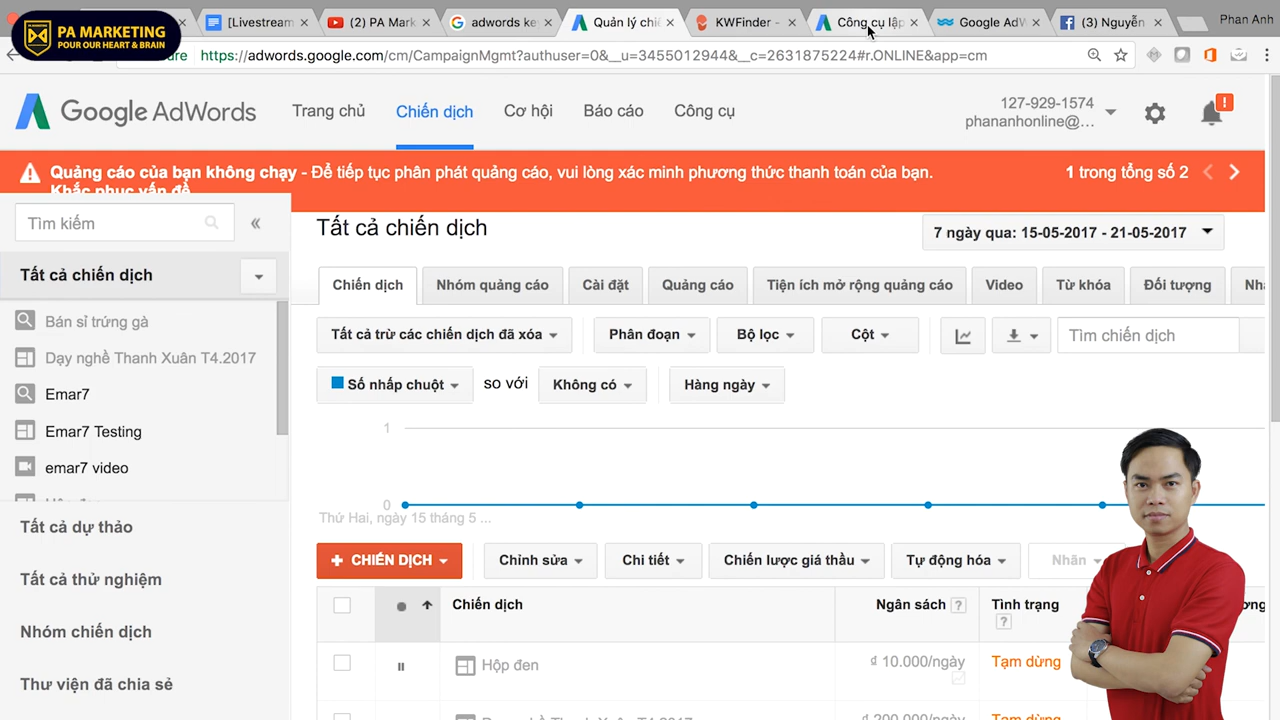 PA MARKETING
POUR OUR HEART & BRAIN
[Livestream
(2) PA Mark
adwords ke
Quản lý chiế
KWFinder -
Công cụ lập
Google AdW
(3) Nguyễn
Phan Anh
https://adwords.google.com/cm/CampaignMgmt?authuser=0&__u=3455012944&__c=2631875224#r.ONLINE&app=cm
Google AdWords
Trang chủ
Chiến dịch
Cơ hội
Báo cáo
Công cụ
127-929-1574
phananhonline@...
Quảng cáo của bạn không chạy - Để tiếp tục phân phát quảng cáo, vui lòng xác minh phương thức thanh toán của bạn.
Khắc phục vấn đề
1 trong tổng số 2
Tìm kiếm
«
Tất cả chiến dịch
Bán sỉ trứng gà
Dạy nghề Thanh Xuân T4.2017
Emar7
Emar7 Testing
emar7 video
Tất cả dự thảo
Tất cả thử nghiệm
Nhóm chiến dịch
Thư viện đã chia sẻ
Tất cả chiến dịch
7 ngày qua: 15-05-2017 - 21-05-2017
Chiến dịch
Nhóm quảng cáo
Cài đặt
Quảng cáo
Tiện ích mở rộng quảng cáo
Video
Từ khóa
Đối tượng
Tất cả trừ các chiến dịch đã xóa
Phân đoạn
Bộ lọc
Cột
Tìm chiến dịch
Số nhấp chuột
so với
Không có
Hàng ngày
1
0
Thứ Hai, ngày 15 tháng 5 ...
+ CHIẾN DỊCH
Chỉnh sửa
Chi tiết
Chiến lược giá thầu
Tự động hóa
Nhãn
Chiến dịch
Ngân sách ?
Tình trạng
?
Hộp đen
₫ 10.000/ngày
Tạm dừng